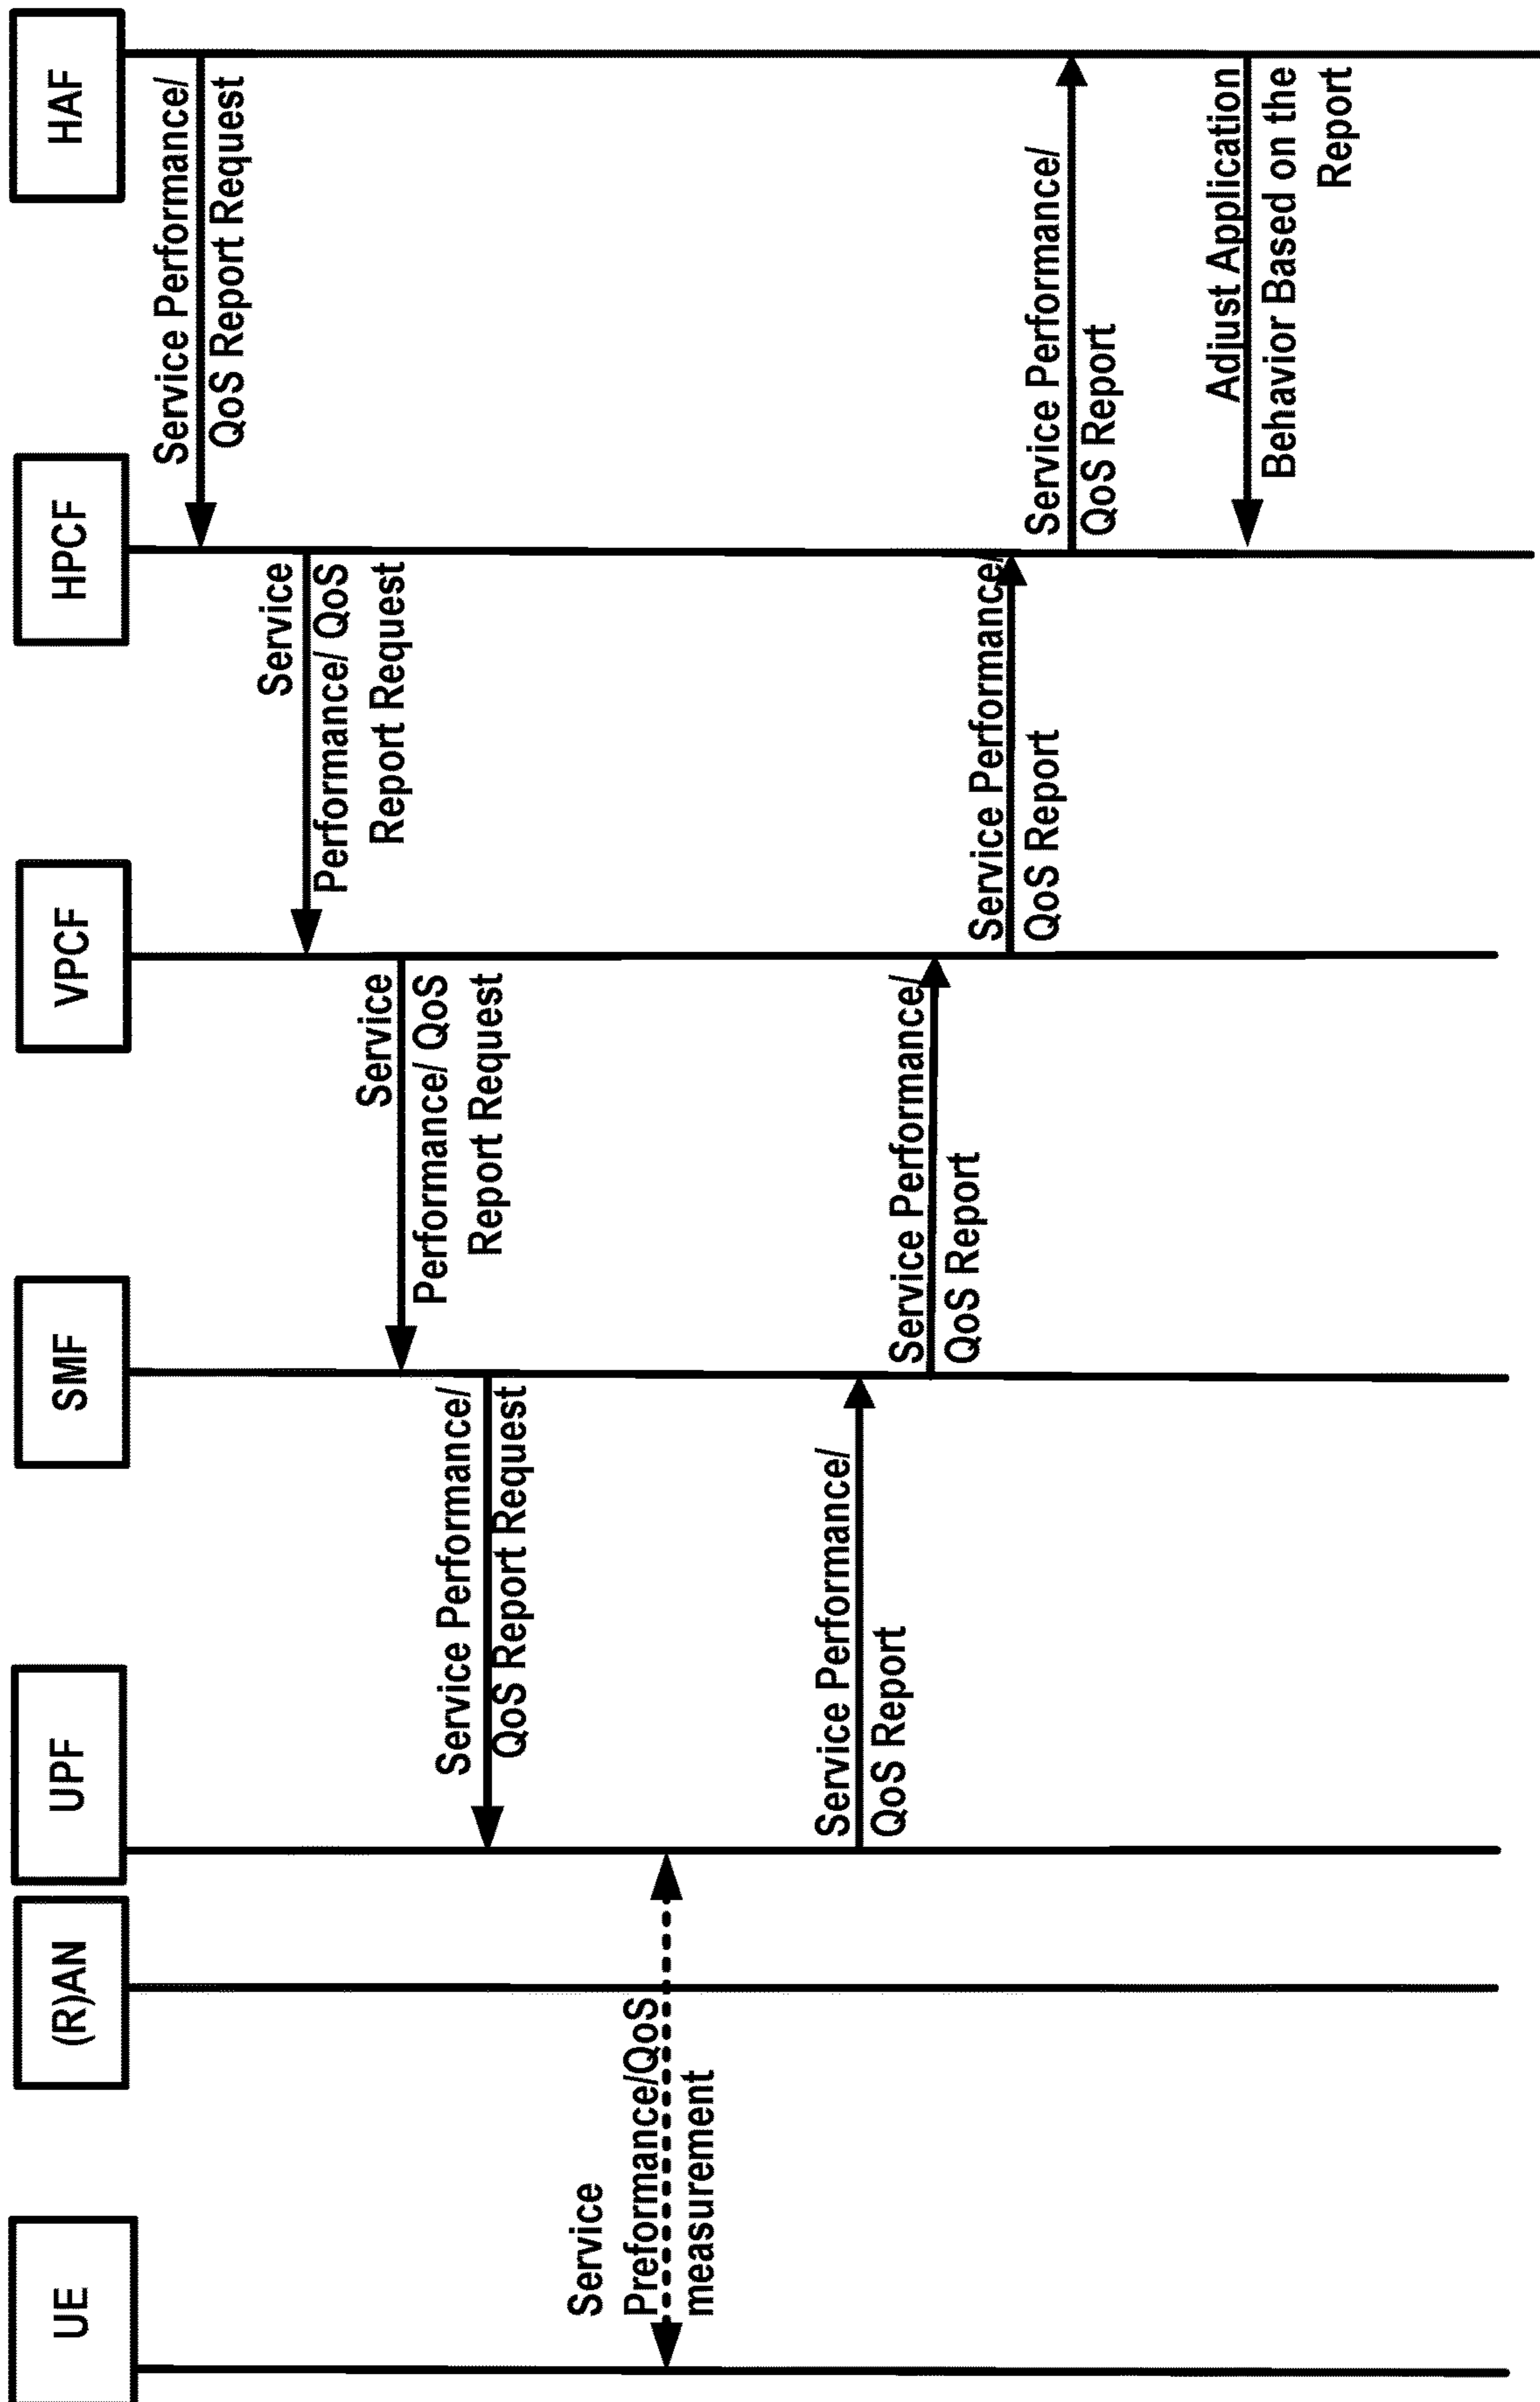 UE
(R)AN
UPF
SMF
VPCF
HPCF
HAF
Service Performance/
QoS Report Request
Service
Performance/ QoS
Report Request
Service
Performance/ QoS
Report Request
Service Performance/
QoS Report Request
Service
Preformance/QoS
measurement
Service Performance/
QoS Report
Service Performance/
QoS Report
Service Performance/
QoS Report
Service Performance/
QoS Report
Adjust Application
Behavior Based on the
Report